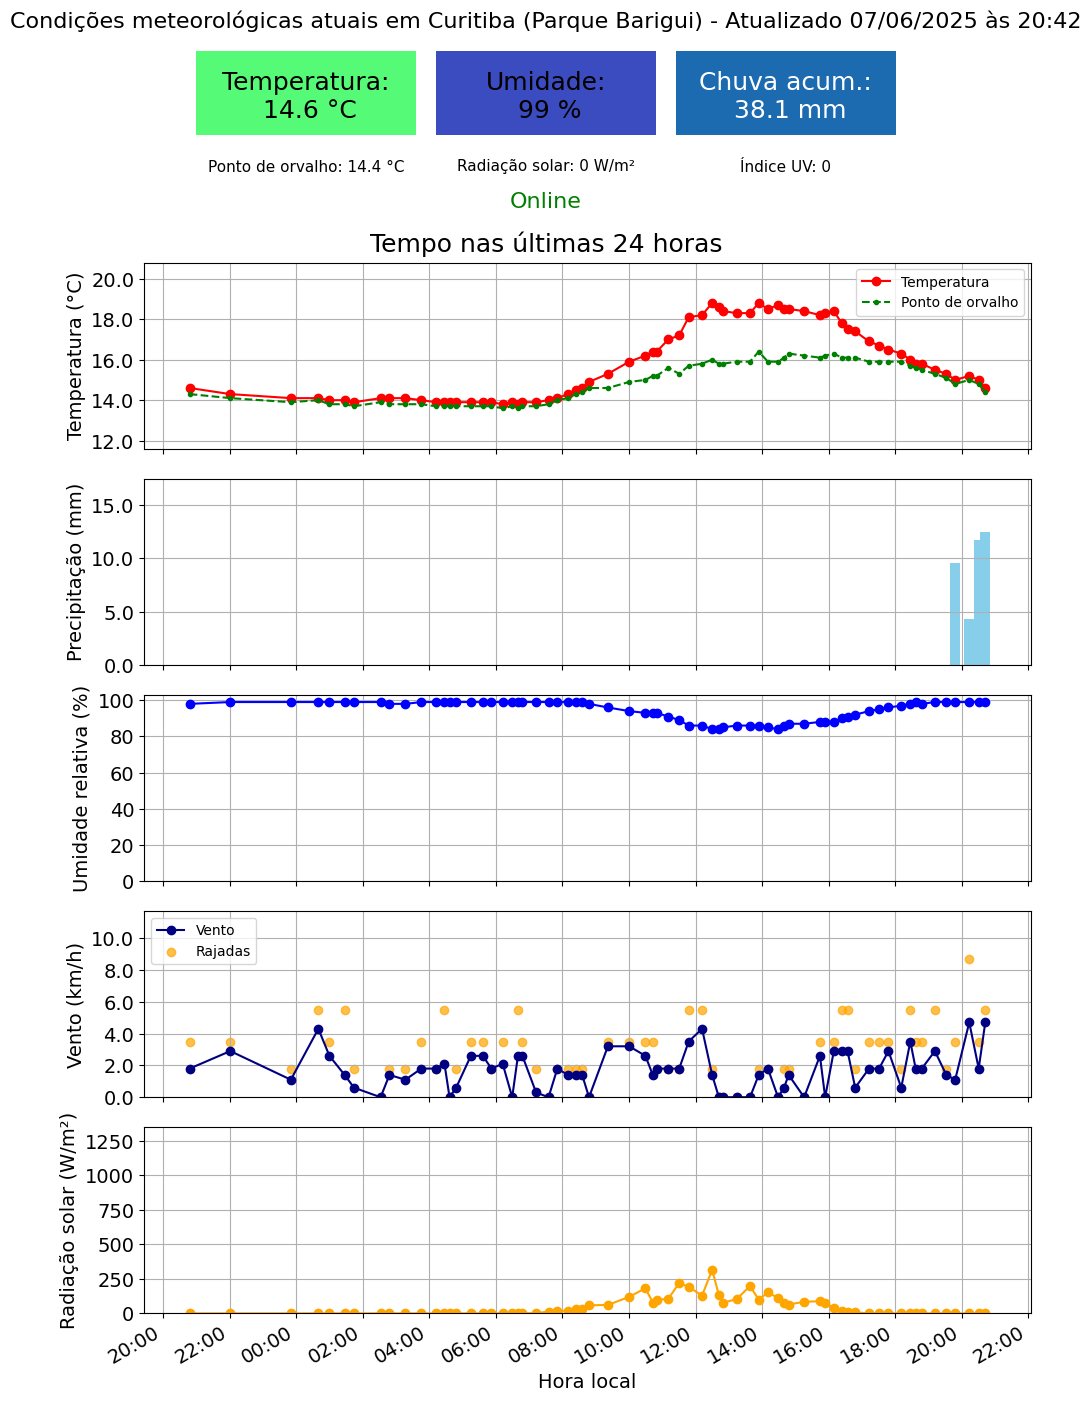 Condições meteorológicas atuais em Curitiba (Parque Barigui) - Atualizado 07/06/2025 às 20:42
Temperatura:
14.6 °C
Umidade:
99 %
Chuva acum.:
38.1 mm
Ponto de orvalho: 14.4 °C
Radiação solar: 0 W/m²
Índice UV: 0
Online
Tempo nas últimas 24 horas
Temperatura (°C)
20.0
18.0
16.0
14.0
12.0
Temperatura
Ponto de orvalho
Precipitação (mm)
15.0
10.0
5.0
0.0
Umidade relativa (%)
100
80
60
40
20
0
Vento (km/h)
10.0
8.0
6.0
4.0
2.0
0.0
Vento
Rajadas
Radiação solar (W/m²)
1250
1000
750
500
250
0
20:00
22:00
00:00
02:00
04:00
06:00
08:00
10:00
12:00
14:00
16:00
18:00
20:00
22:00
Hora local